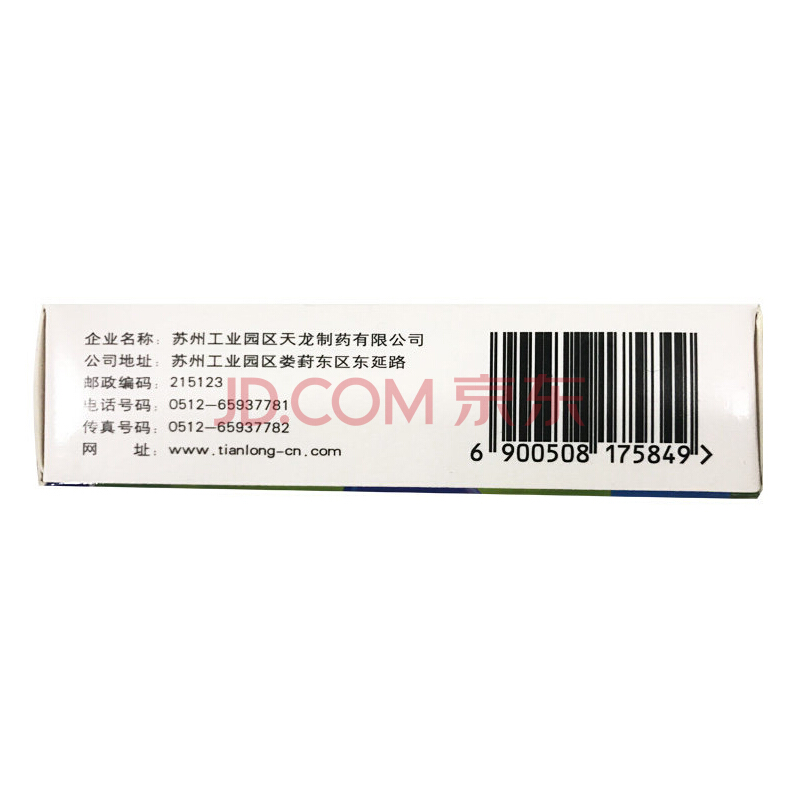 企业名称：苏州工业园区天龙制药有限公司
公司地址：苏州工业园区娄葑东区东延路
邮政编码：215123
电话号码：0512-65937781
传真号码：0512-65937782
网 址：www.tianlong-cn.com
6 900508 175849 >
JD.COM 京东